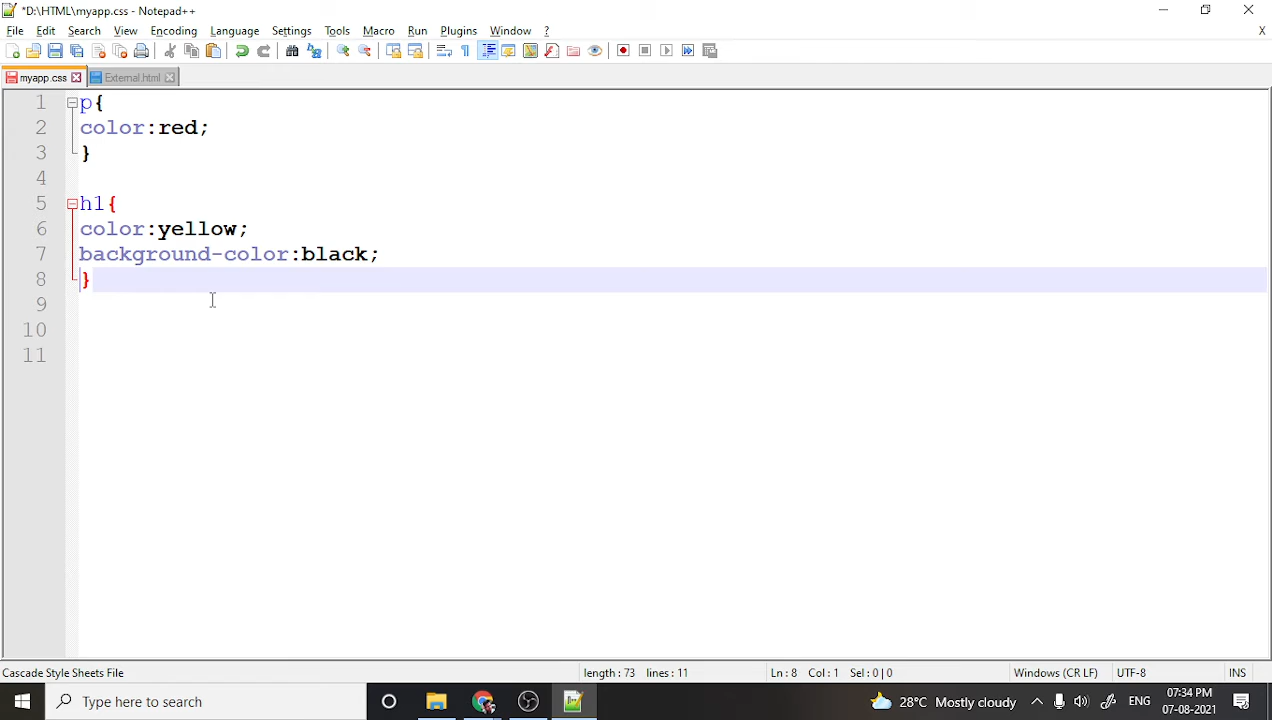 *D:\HTML\myapp.css - Notepad++
File Edit Search View Encoding Language Settings Tools Macro Run Plugins Window ? X
myapp.css External.html
1 p{
2 color:red;
3 }
4
5 h1{
6 color:yellow;
7 background-color:black;
8 }
9
10
11
Cascade Style Sheets File length : 73 lines : 11 Ln : 8 Col : 1 Sel : 0 | 0 Windows (CR LF) UTF-8 INS
Type here to search 28°C Mostly cloudy ENG 07:34 PM
07-08-2021